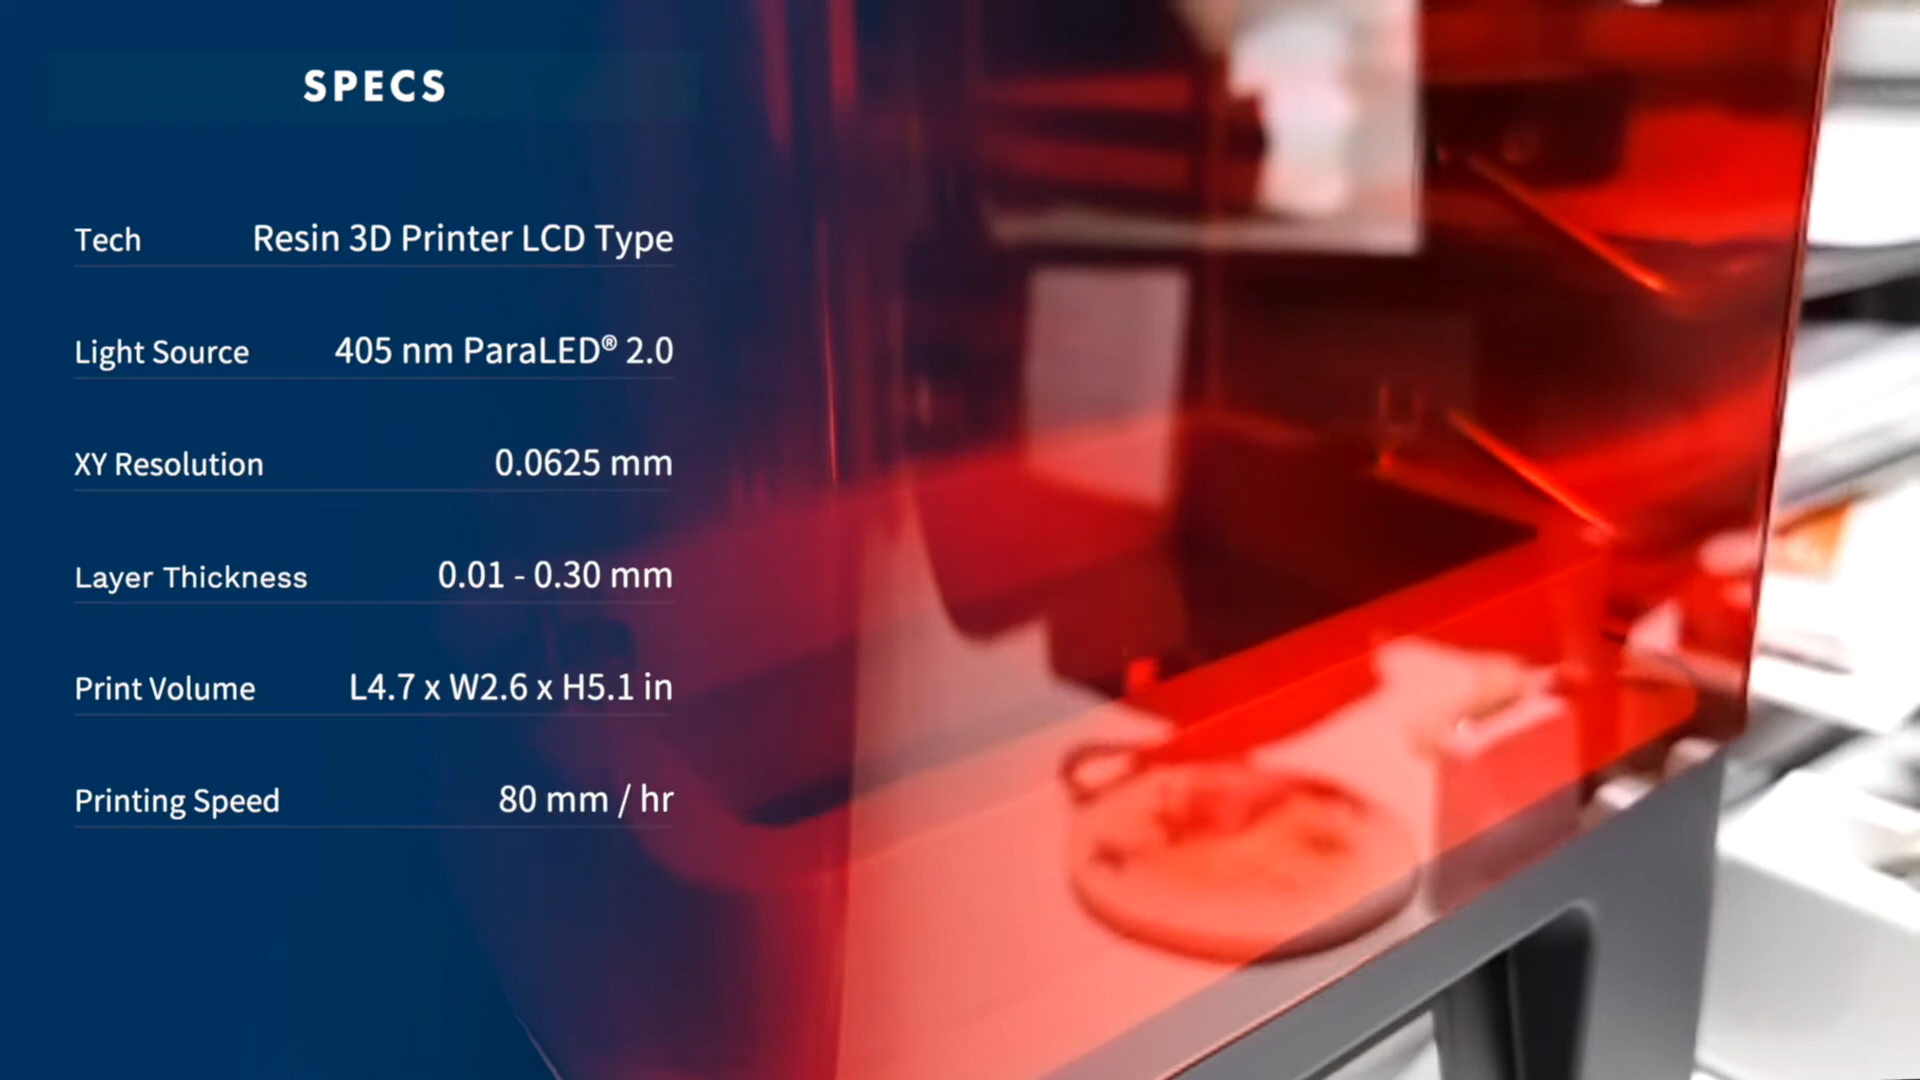 SPECS
Tech Resin 3D Printer LCD Type
Light Source 405 nm ParaLED® 2.0
XY Resolution 0.0625 mm
Layer Thickness 0.01 - 0.30 mm
Print Volume L4.7 x W2.6 x H5.1 in
Printing Speed 80 mm / hr